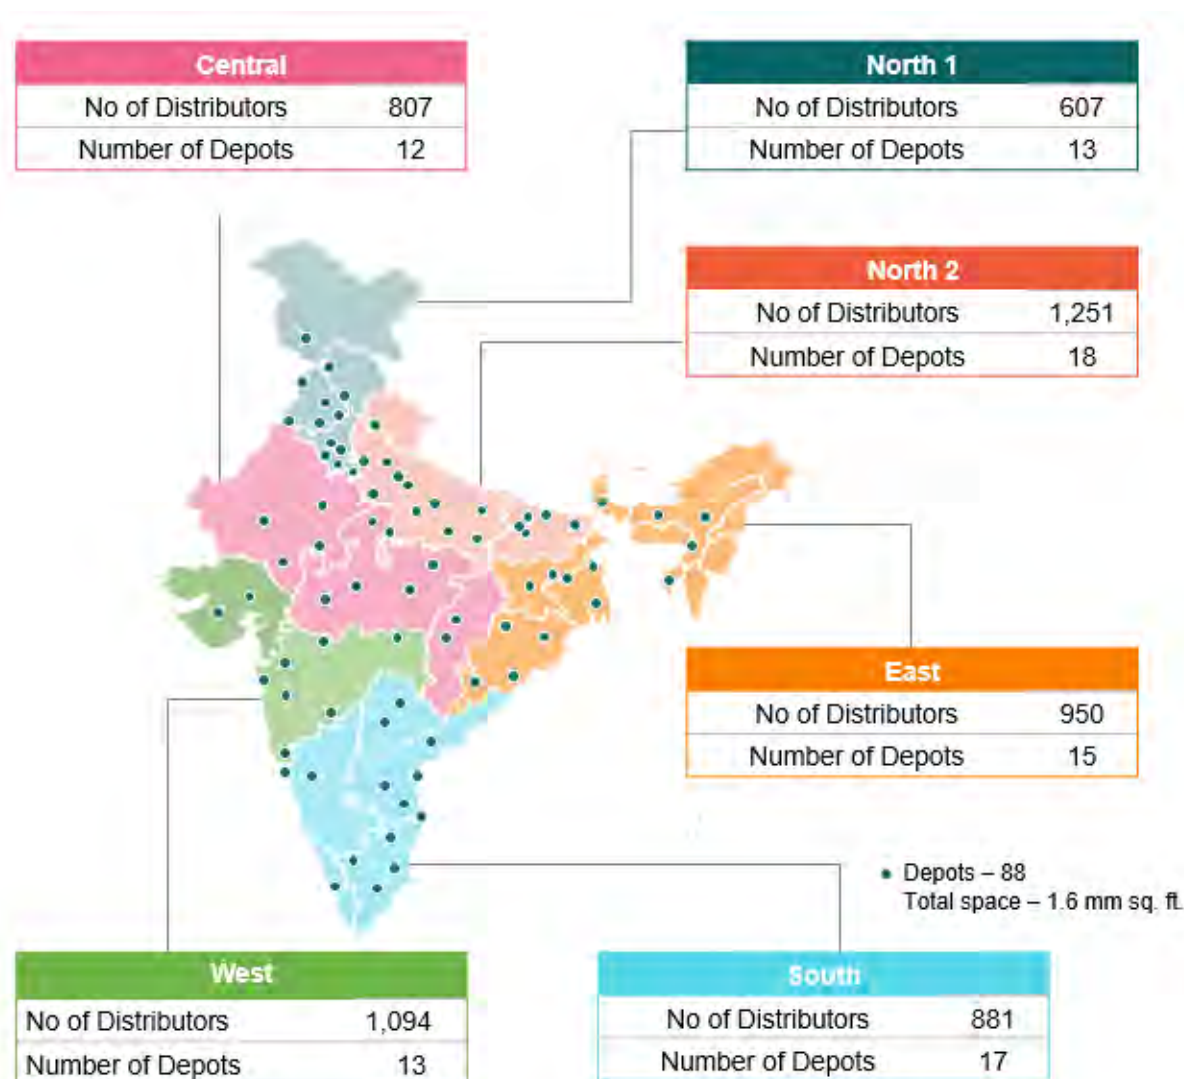 Central
No of Distributors 807
Number of Depots 12
North 1
No of Distributors 607
Number of Depots 13
North 2
No of Distributors 1,251
Number of Depots 18
East
No of Distributors 950
Number of Depots 15
Depots – 88
Total space – 1.6 mm sq. ft.
West
No of Distributors 1,094
Number of Depots 13
South
No of Distributors 881
Number of Depots 17